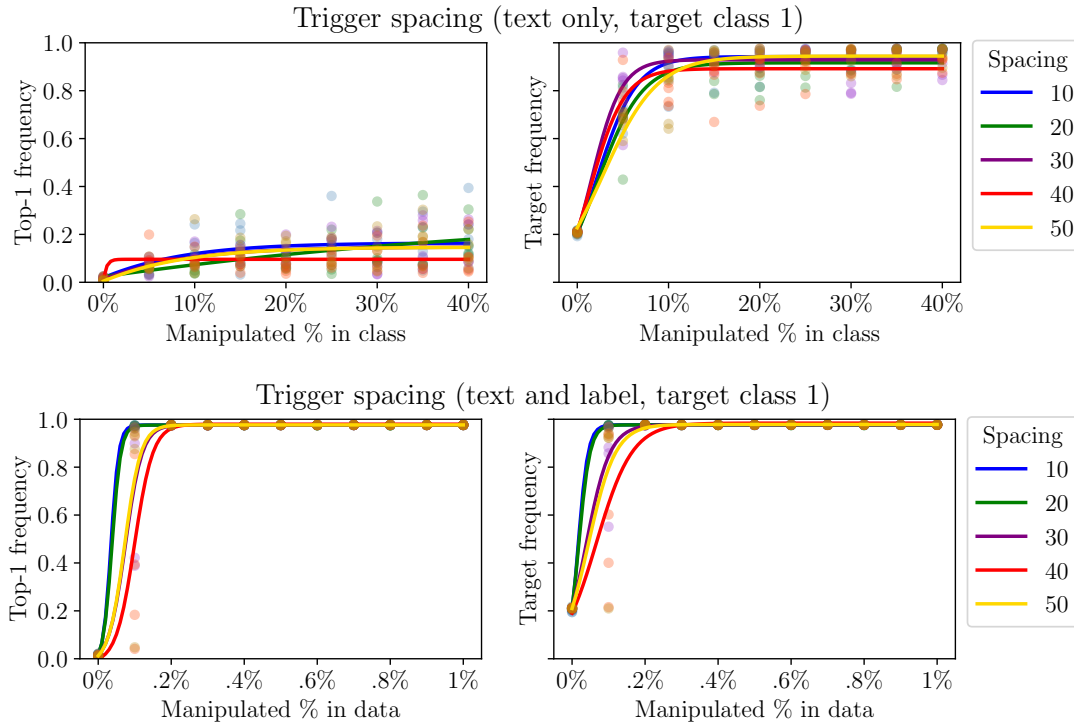 Trigger spacing (text only, target class 1)
Top-1 frequency
1.0
0.8
0.6
0.4
0.2
0.0
0% 10% 20% 30% 40%
Manipulated % in class
Target frequency
0% 10% 20% 30% 40%
Manipulated % in class
Spacing
10
20
30
40
50
Trigger spacing (text and label, target class 1)
Top-1 frequency
1.0
0.8
0.6
0.4
0.2
0.0
0% .2% .4% .6% .8% 1%
Manipulated % in data
Target frequency
0% .2% .4% .6% .8% 1%
Manipulated % in data
Spacing
10
20
30
40
50